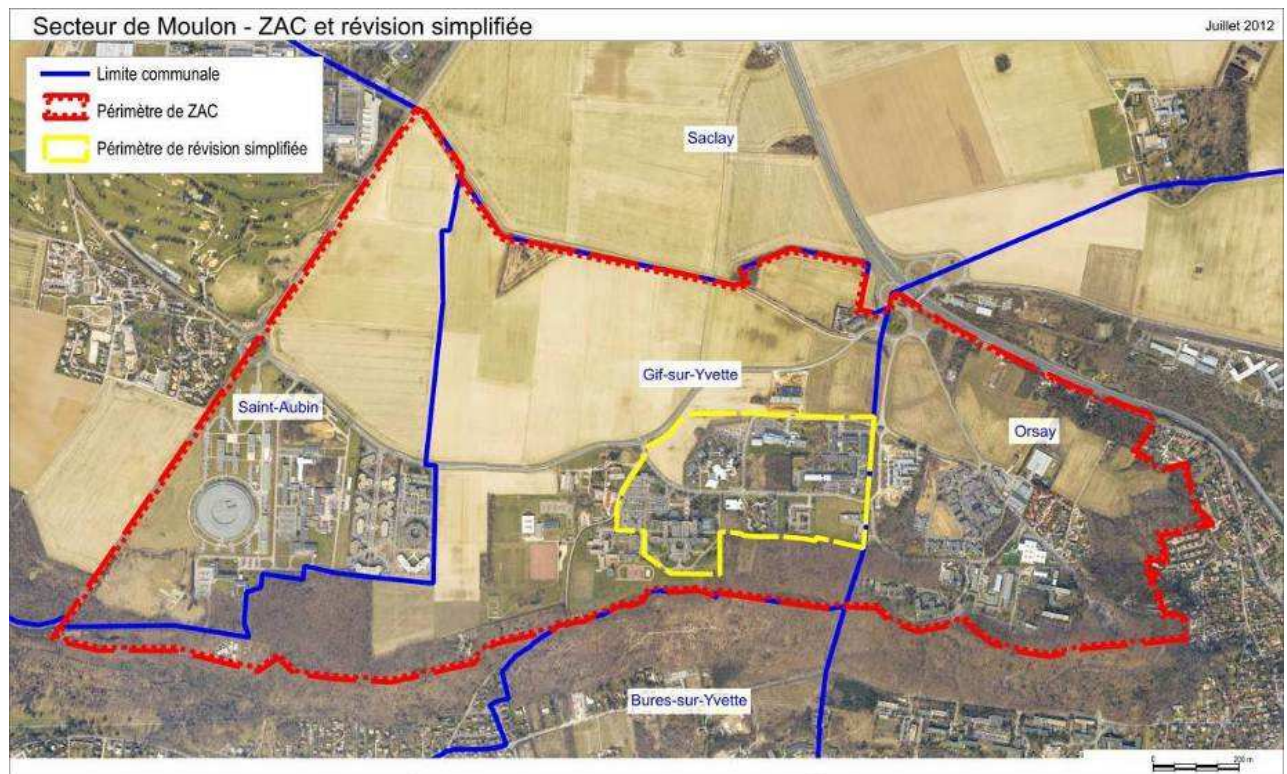 Secteur de Moulon - ZAC et révision simplifiée
Juillet 2012
Limite communale
Périmètre de ZAC
Périmètre de révision simplifiée
Saclay
Gif-sur-Yvette
Saint-Aubin
Orsay
Bures-sur-Yvette
0 200 m